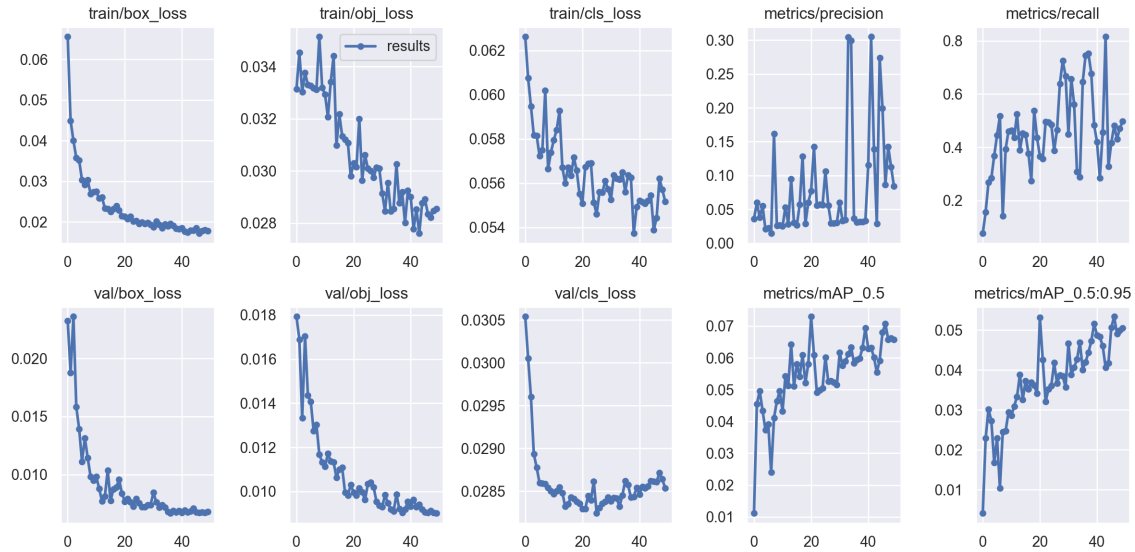 train/box_loss
train/obj_loss
train/cls_loss
metrics/precision
metrics/recall
0.06
0.05
0.04
0.03
0.02
0 20 40
results
0.034
0.032
0.030
0.028
0 20 40
0.062
0.060
0.058
0.056
0.054
0 20 40
0.30
0.25
0.20
0.15
0.10
0.05
0.00
0 20 40
0.8
0.6
0.4
0.2
0 20 40
val/box_loss
val/obj_loss
val/cls_loss
metrics/mAP_0.5
metrics/mAP_0.5:0.95
0.020
0.015
0.010
0 20 40
0.018
0.016
0.014
0.012
0.010
0 20 40
0.0305
0.0300
0.0295
0.0290
0.0285
0 20 40
0.07
0.06
0.05
0.04
0.03
0.02
0.01
0 20 40
0.05
0.04
0.03
0.02
0.01
0 20 40